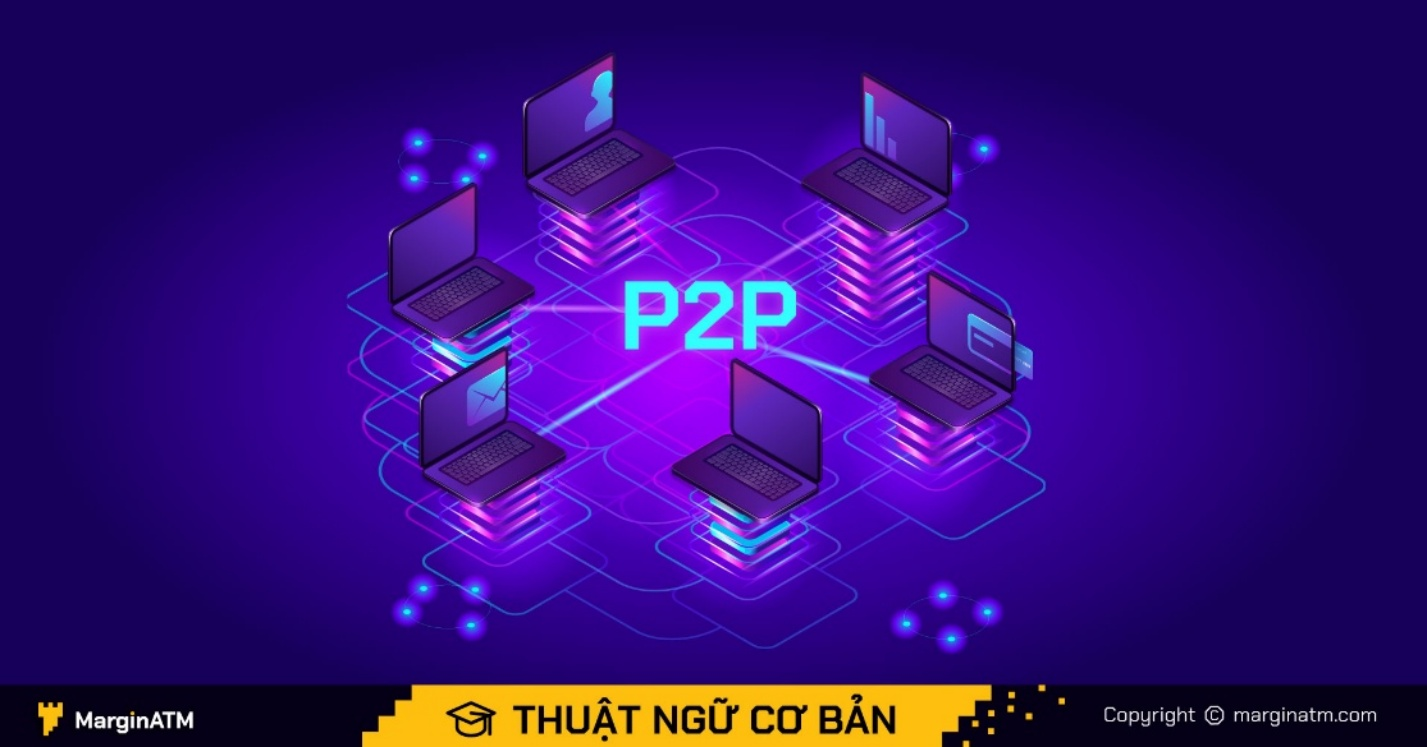 P2P
MarginATM
THUẬT NGỮ CƠ BẢN
Copyright © marginatm.com